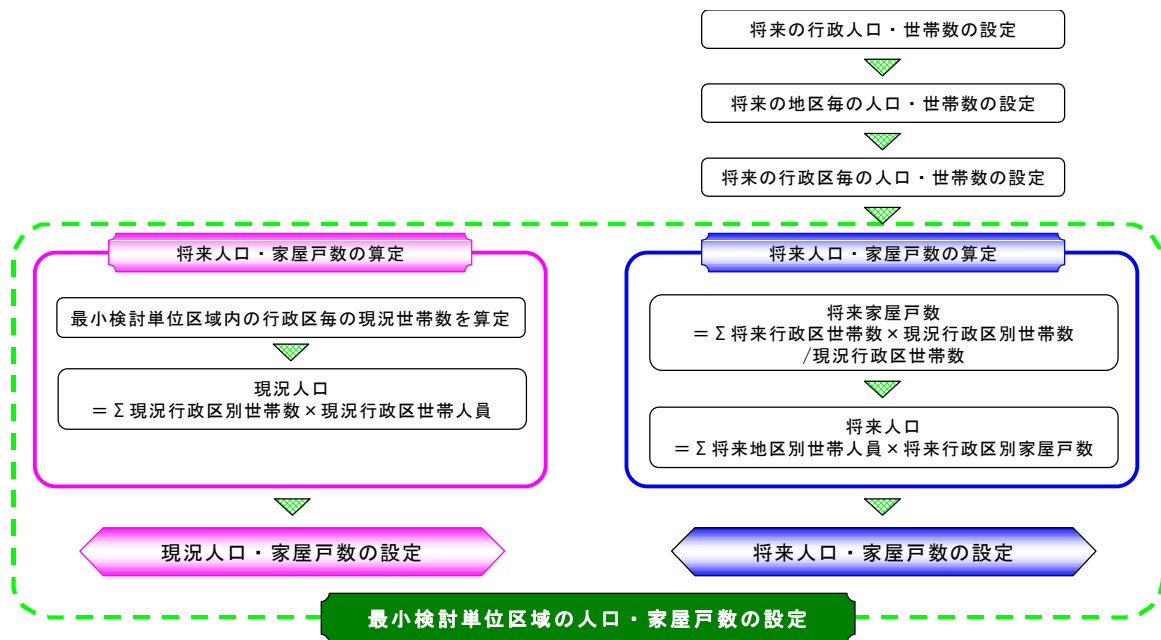 将来の行政人口・世帯数の設定
将来の地区毎の人口・世帯数の設定
将来の行政区毎の人口・世帯数の設定
将来人口・家屋戸数の算定
最小検討単位区域内の行政区毎の現況世帯数を算定
現況人口
＝Σ現況行政区別世帯数×現況行政区世帯人員
現況人口・家屋戸数の設定
将来人口・家屋戸数の算定
将来家屋戸数
＝Σ将来行政区世帯数×現況行政区別世帯数
/現況行政区世帯数
将来人口
＝Σ将来地区別世帯人員×将来行政区別家屋戸数
将来人口・家屋戸数の設定
最小検討単位区域の人口・家屋戸数の設定